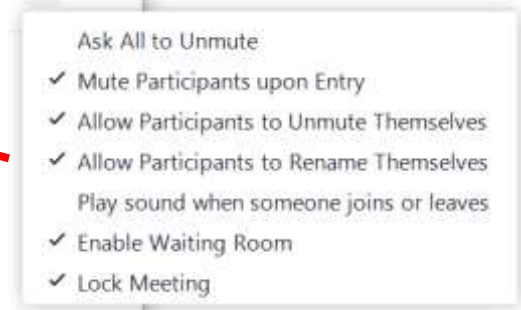 Ask All to Unmute
✓ Mute Participants upon Entry
✓ Allow Participants to Unmute Themselves
✓ Allow Participants to Rename Themselves
Play sound when someone joins or leaves
✓ Enable Waiting Room
✓ Lock Meeting